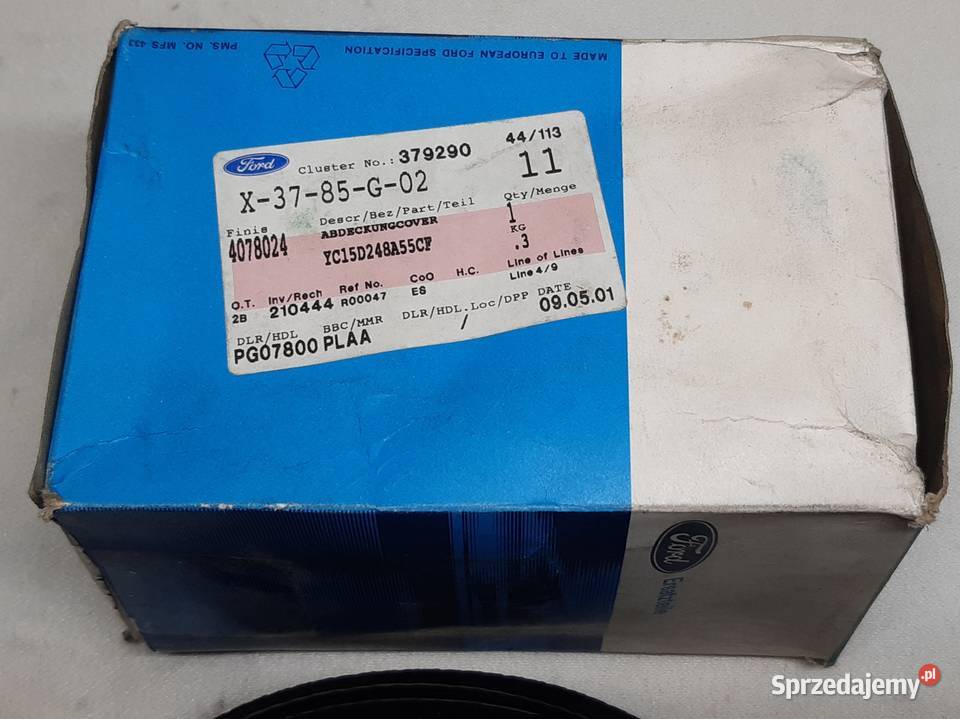 PMS. NO. MFS 433
MADE TO EUROPEAN FORD SPECIFICATION
Ford Cluster No.: 379290 44/113
X-37-85-G-02 11
Finis Descr/Bez/Part/Teil Qty/Menge
4078024 ABDECKUNGCOVER 1
YC15D248A55CF KG .3
O.T. Inv/Rech Ref No. CoO H.C. Line of Lines
2B 210444 R00047 ES Line 4/9
DLR/HDL BBC/MMR DLR/HDL.Loc/DPP DATE
PG07800 PLAA / 09.05.01
Ford
Ersatzteile
Sprzedajemy.pl